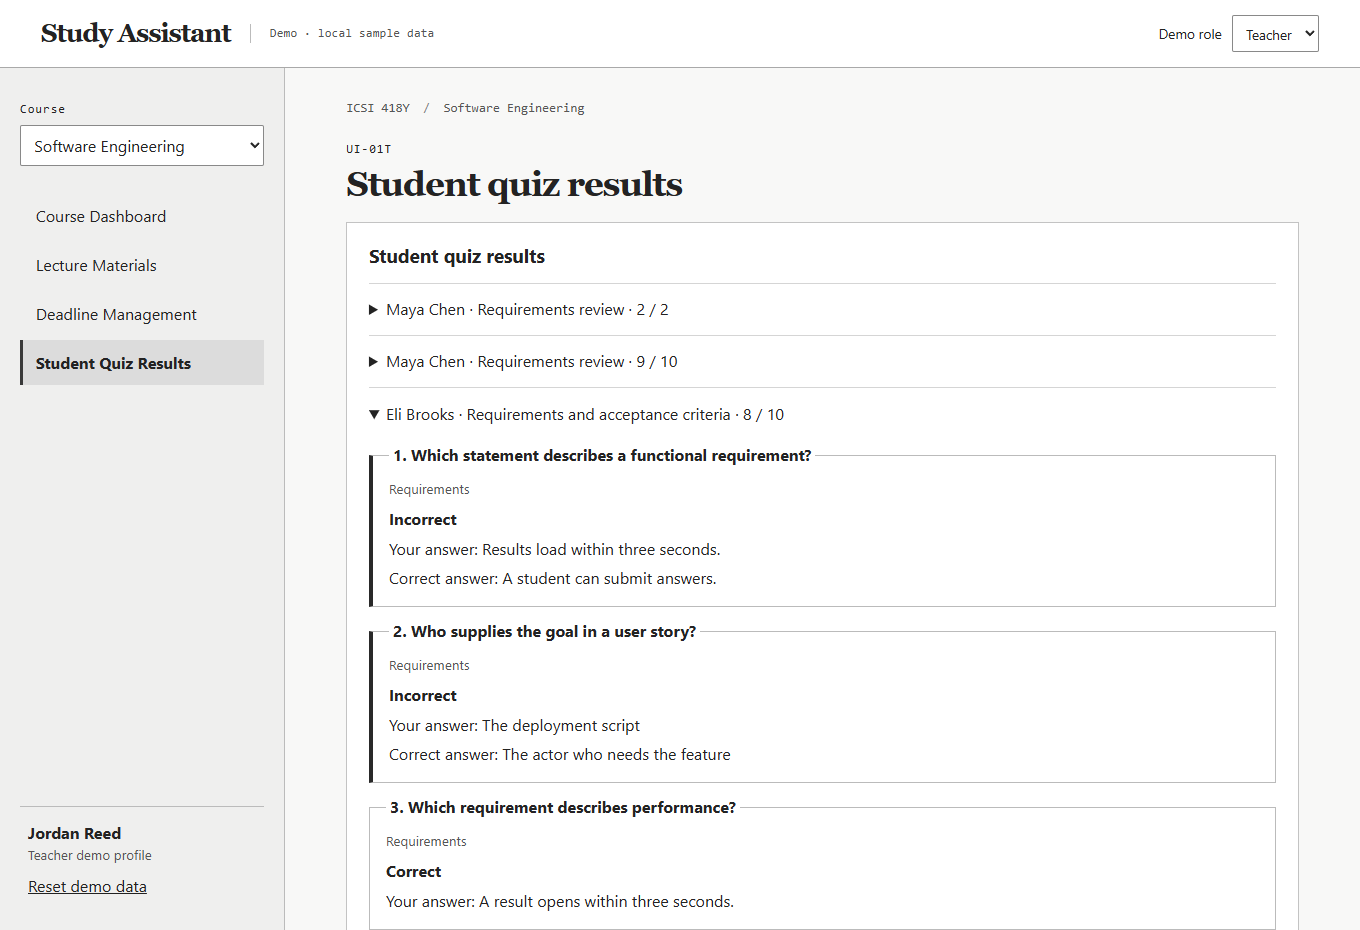 Study Assistant
Demo · local sample data
Demo role
Teacher
Course
Software Engineering
Course Dashboard
Lecture Materials
Deadline Management
Student Quiz Results
Jordan Reed
Teacher demo profile
Reset demo data
ICSI 418Y / Software Engineering
UI-01T
Student quiz results
Student quiz results
Maya Chen · Requirements review · 2 / 2
Maya Chen · Requirements review · 9 / 10
Eli Brooks · Requirements and acceptance criteria · 8 / 10
1. Which statement describes a functional requirement?
Requirements
Incorrect
Your answer: Results load within three seconds.
Correct answer: A student can submit answers.
2. Who supplies the goal in a user story?
Requirements
Incorrect
Your answer: The deployment script
Correct answer: The actor who needs the feature
3. Which requirement describes performance?
Requirements
Correct
Your answer: A result opens within three seconds.